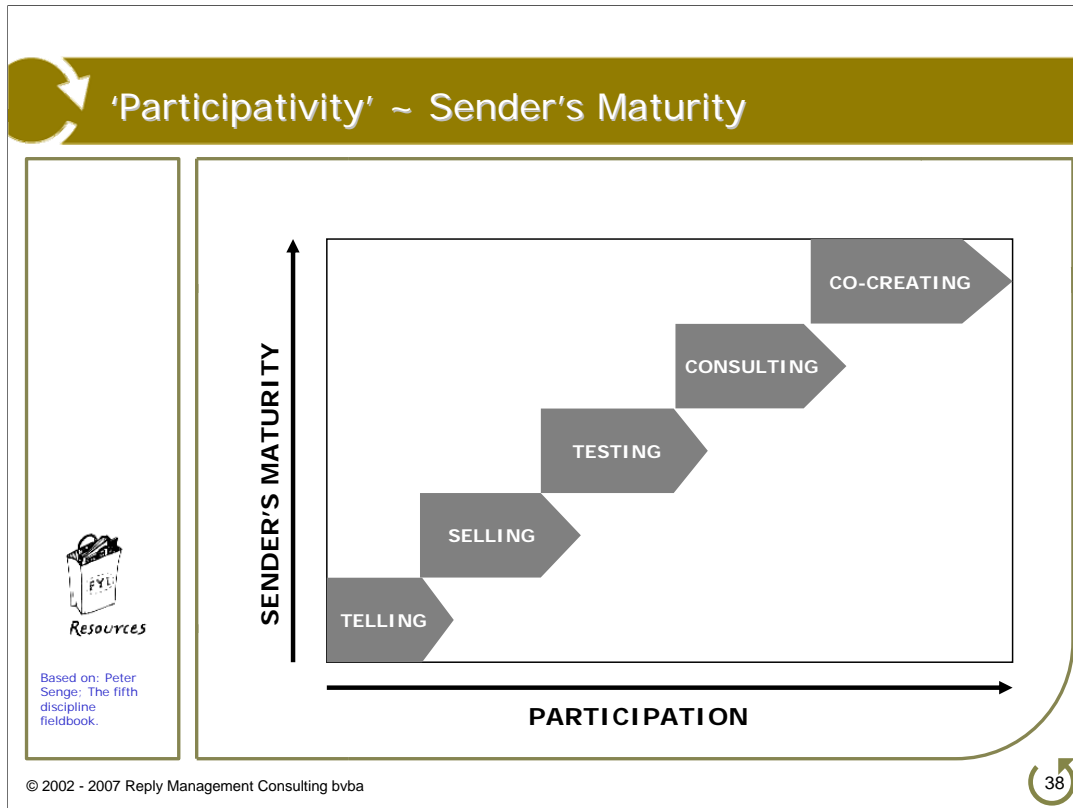 'Participativity' ~ Sender's Maturity
CO-CREATING
CONSULTING
TESTING
SELLING
TELLING
SENDER'S MATURITY
PARTICIPATION
FYI
Resources
Based on: Peter
Senge; The fifth
discipline
fieldbook.
© 2002 - 2007 Reply Management Consulting bvba
38